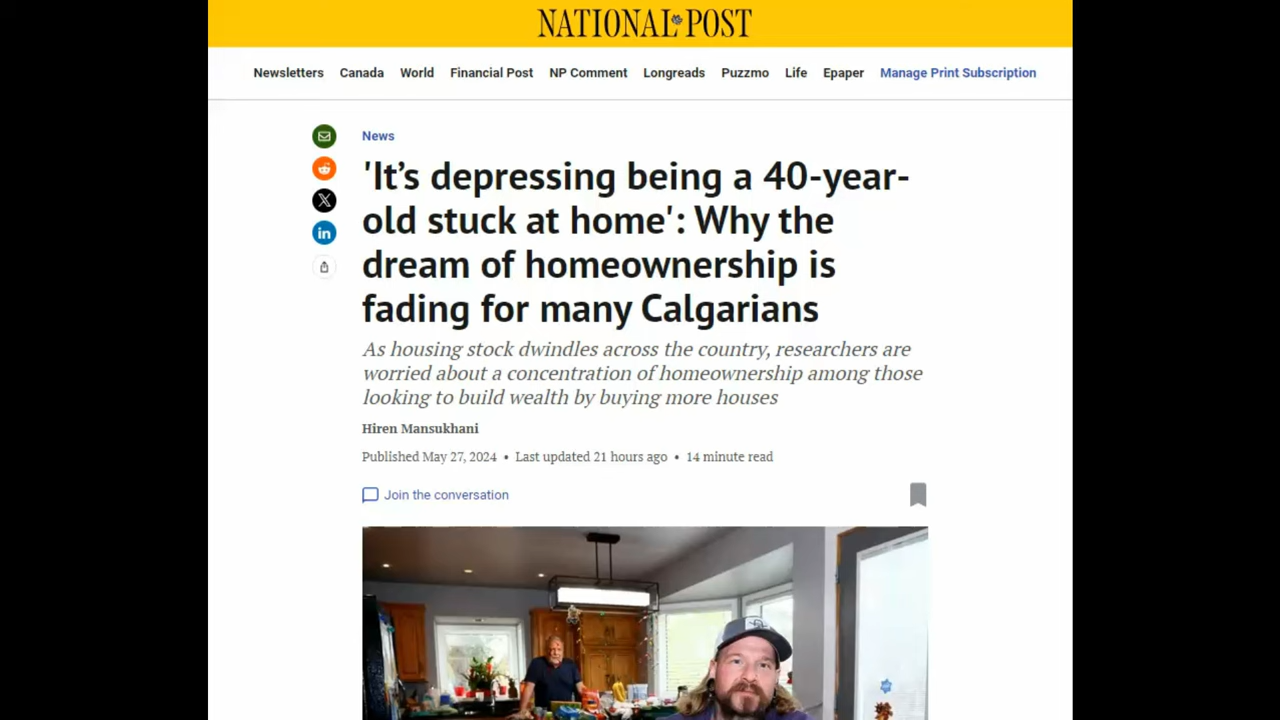 NATIONAL POST
Newsletters Canada World Financial Post NP Comment Longreads Puzzmo Life Epaper Manage Print Subscription
News
'It’s depressing being a 40-year-
old stuck at home': Why the
dream of homeownership is
fading for many Calgarians
As housing stock dwindles across the country, researchers are
worried about a concentration of homeownership among those
looking to build wealth by buying more houses
Hiren Mansukhani
Published May 27, 2024 • Last updated 21 hours ago • 14 minute read
Join the conversation